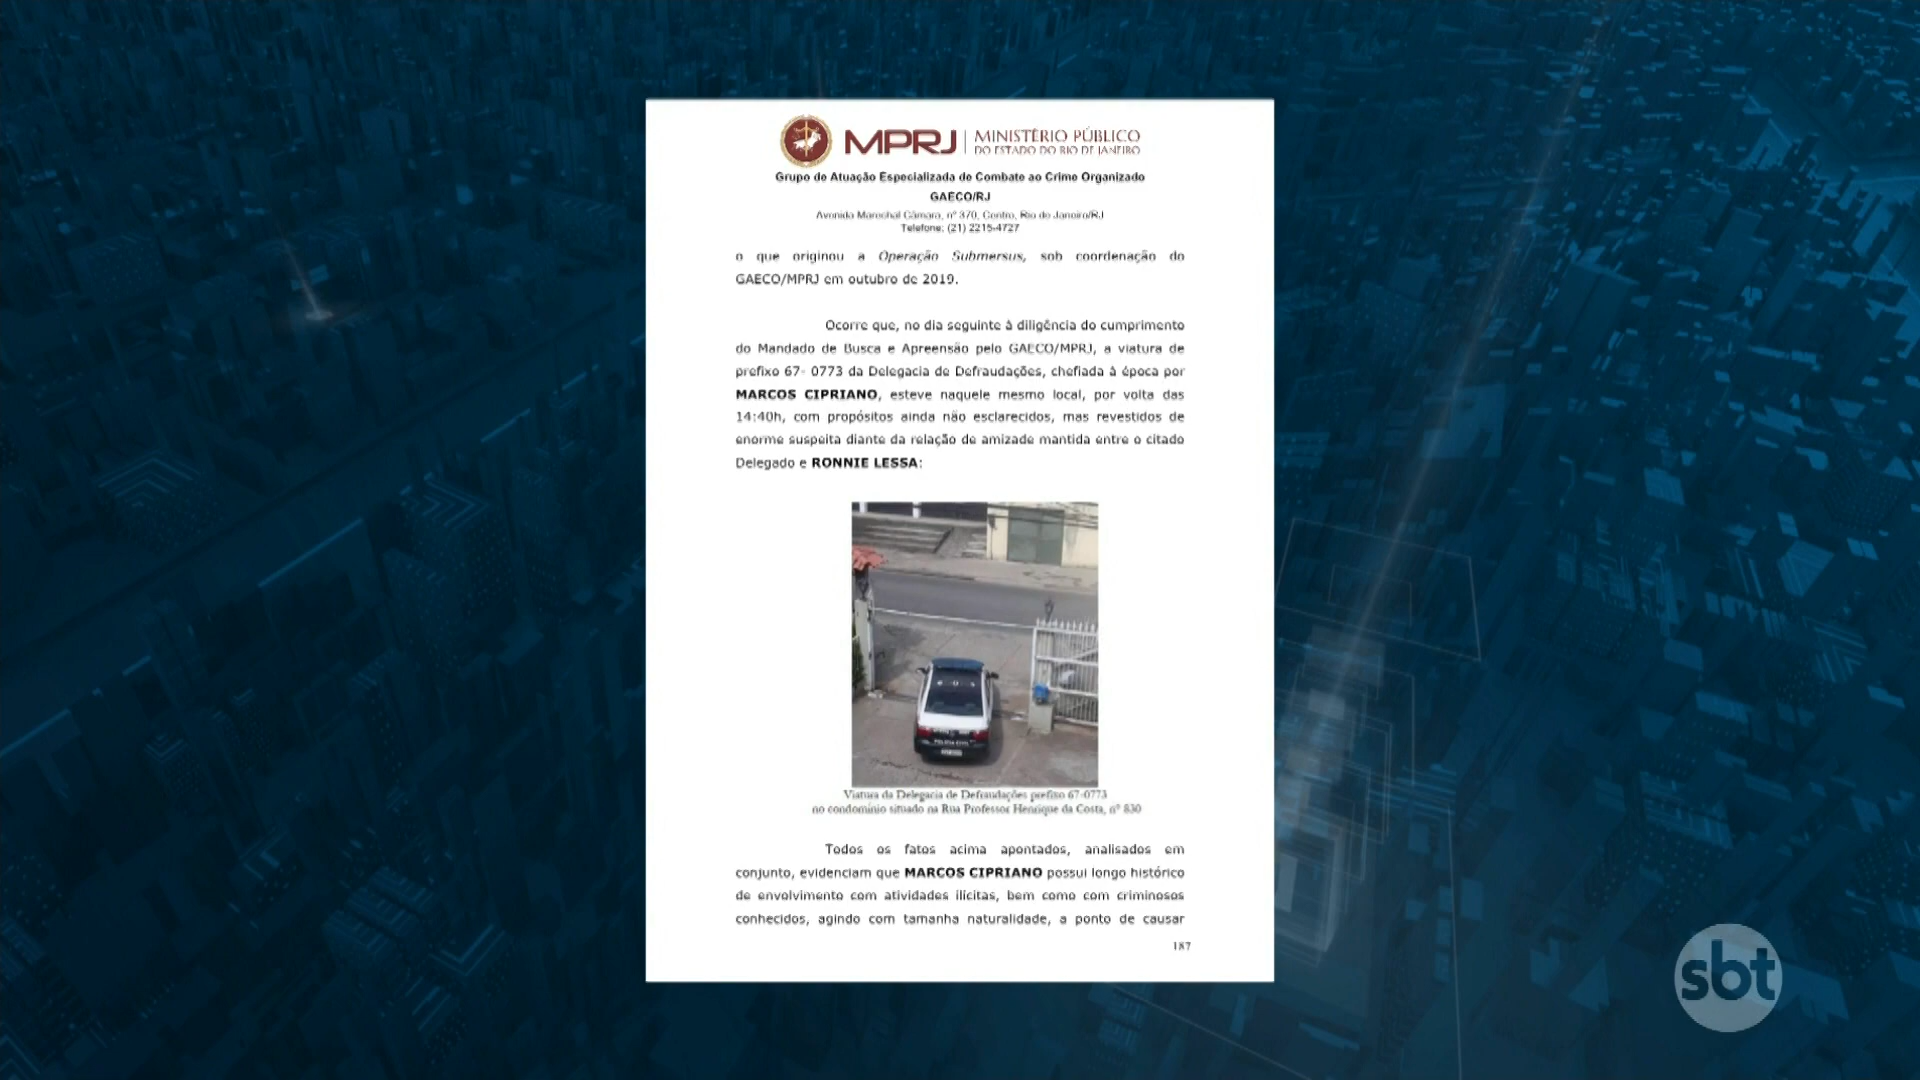 MPRJ
MINISTÉRIO PÚBLICO
DO ESTADO DO RIO DE JANEIRO
Grupo de Atuação Especializada de Combate ao Crime Organizado
GAECO/RJ
Avenida Marechal Câmara, nº 370, Centro, Rio de Janeiro/RJ
Telefone: (21) 2215-4727
o que originou a Operação Submersus, sob coordenação do
GAECO/MPRJ em outubro de 2019.
Ocorre que, no dia seguinte à diligência do cumprimento
do Mandado de Busca e Apreensão pelo GAECO/MPRJ, a viatura de
prefixo 67- 0773 da Delegacia de Defraudações, chefiada à época por
MARCOS CIPRIANO, esteve naquele mesmo local, por volta das
14:40h, com propósitos ainda não esclarecidos, mas revestidos de
enorme suspeita diante da relação de amizade mantida entre o citado
Delegado e RONNIE LESSA:
POLÍCIA CIVIL
Viatura da Delegacia de Defraudações prefixo 67-0773
no condomínio situado na Rua Professor Henrique da Costa, nº 830
Todos os fatos acima apontados, analisados em
conjunto, evidenciam que MARCOS CIPRIANO possui longo histórico
de envolvimento com atividades ilícitas, bem como com criminosos
conhecidos, agindo com tamanha naturalidade, a ponto de causar
187
sbt